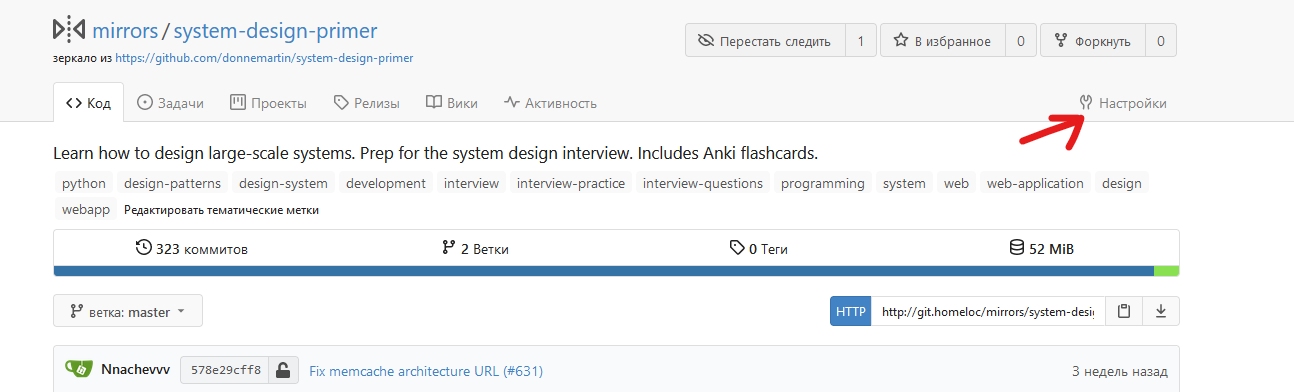 mirrors / system-design-primer
Перестать следить 1 В избранное 0 Форкнуть 0
зеркало из https://github.com/donnemartin/system-design-primer
Код Задачи Проекты Релизы Вики Активность Настройки
Learn how to design large-scale systems. Prep for the system design interview. Includes Anki flashcards.
python design-patterns design-system development interview interview-practice interview-questions programming system web web-application design
webapp Редактировать тематические метки
323 коммитов 2 Ветки 0 Теги 52 MiB
ветка: master HTTP http://git.homeloc/mirrors/system-desig
Nnachevvv 578e29cff8 Fix memcache architecture URL (#631) 3 недель назад